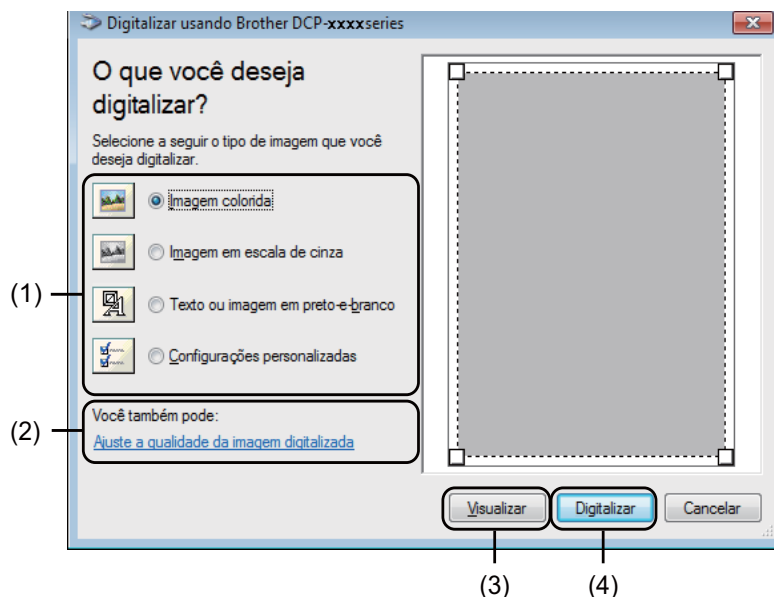 Digitalizar usando Brother DCP-xxxxseries
O que você deseja
digitalizar?
Selecione a seguir o tipo de imagem que você
deseja digitalizar.
Imagem colorida
Imagem em escala de cinza
(1)
Texto ou imagem em preto-e-branco
Configurações personalizadas
(2)
Você também pode:
Ajuste a qualidade da imagem digitalizada
Visualizar
Digitalizar
Cancelar
(3)
(4)